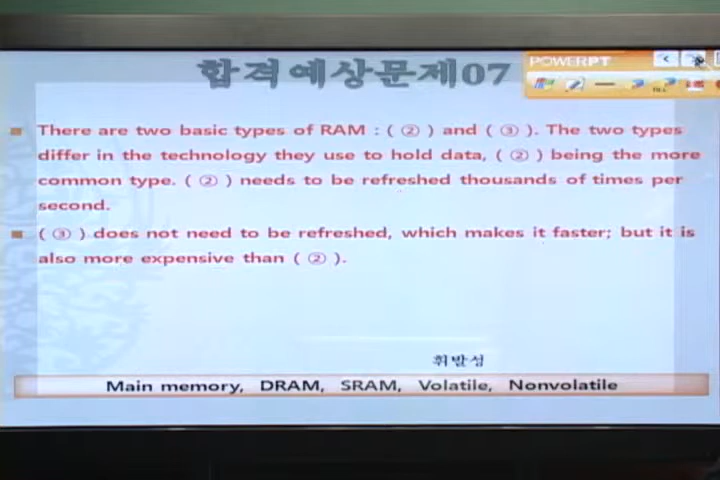 합격예상문제07
POWERPT
There are two basic types of RAM : ( ② ) and ( ③ ). The two types
differ in the technology they use to hold data, ( ② ) being the more
common type. ( ② ) needs to be refreshed thousands of times per
second.
( ③ ) does not need to be refreshed, which makes it faster; but it is
also more expensive than ( ② ).
휘발성
Main memory, DRAM, SRAM, Volatile, Nonvolatile